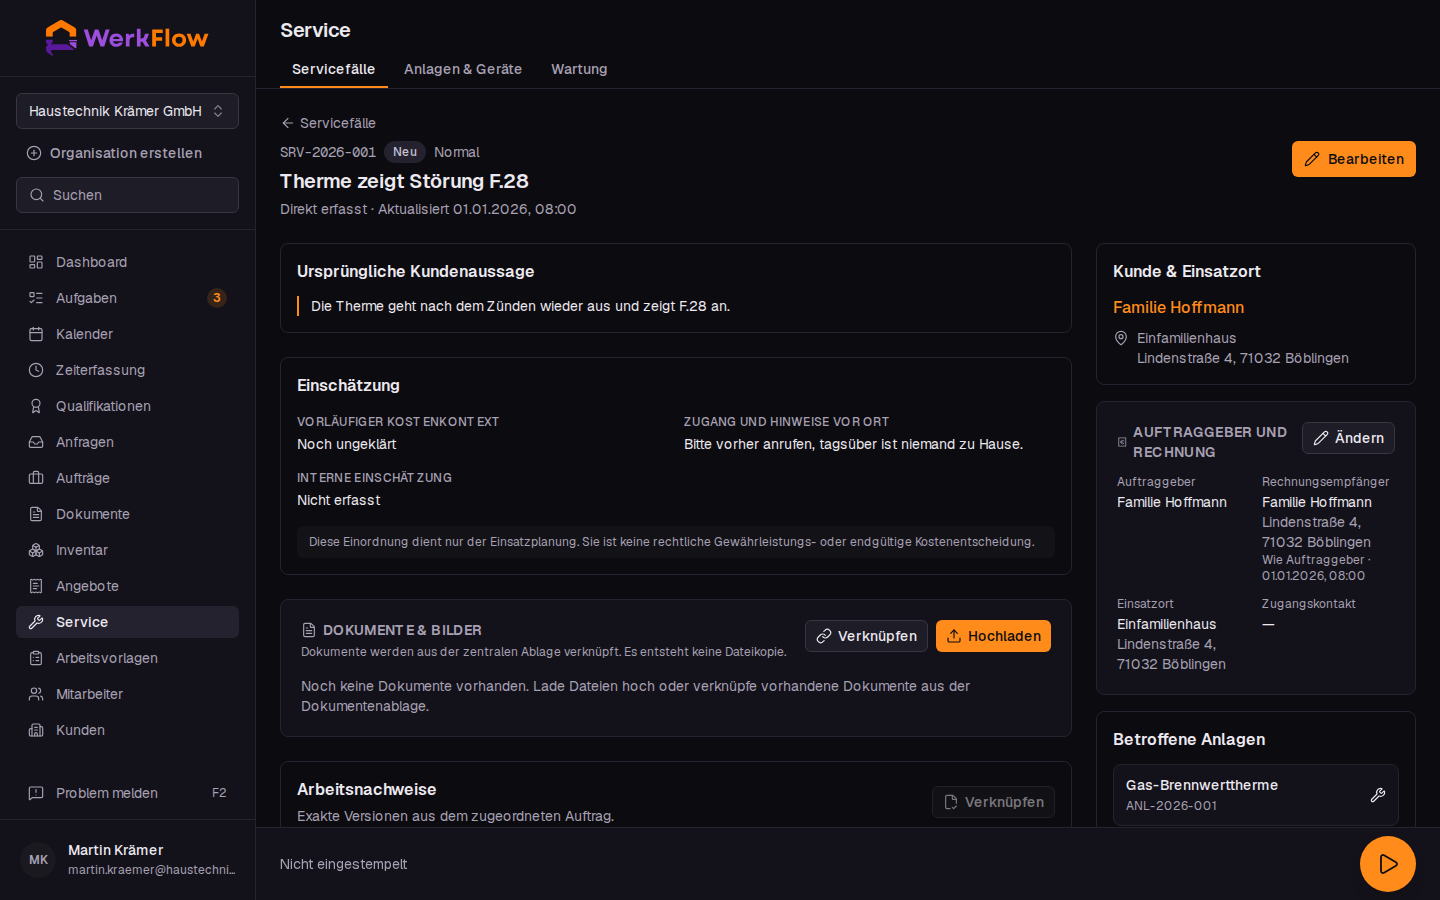 WerkFlow
Haustechnik Krämer GmbH
Organisation erstellen
Suchen
Dashboard
Aufgaben
3
Kalender
Zeiterfassung
Qualifikationen
Anfragen
Aufträge
Dokumente
Inventar
Angebote
Service
Arbeitsvorlagen
Mitarbeiter
Kunden
Problem melden
F2
MK
Martin Krämer
martin.kraemer@haustechni…
Service
Servicefälle
Anlagen & Geräte
Wartung
Servicefälle
SRV-2026-001
Neu
Normal
Therme zeigt Störung F.28
Direkt erfasst · Aktualisiert 01.01.2026, 08:00
Bearbeiten
Ursprüngliche Kundenaussage
Die Therme geht nach dem Zünden wieder aus und zeigt F.28 an.
Einschätzung
VORLÄUFIGER KOSTENKONTEXT
Noch ungeklärt
ZUGANG UND HINWEISE VOR ORT
Bitte vorher anrufen, tagsüber ist niemand zu Hause.
INTERNE EINSCHÄTZUNG
Nicht erfasst
Diese Einordnung dient nur der Einsatzplanung. Sie ist keine rechtliche Gewährleistungs- oder endgültige Kostenentscheidung.
DOKUMENTE & BILDER
Dokumente werden aus der zentralen Ablage verknüpft. Es entsteht keine Dateikopie.
Verknüpfen
Hochladen
Noch keine Dokumente vorhanden. Lade Dateien hoch oder verknüpfe vorhandene Dokumente aus der
Dokumentenablage.
Arbeitsnachweise
Exakte Versionen aus dem zugeordneten Auftrag.
Verknüpfen
Kunde & Einsatzort
Familie Hoffmann
Einfamilienhaus
Lindenstraße 4, 71032 Böblingen
AUFTRAGGEBER UND
RECHNUNG
Ändern
Auftraggeber
Familie Hoffmann
Rechnungsempfänger
Familie Hoffmann
Lindenstraße 4,
71032 Böblingen
Wie Auftraggeber ·
01.01.2026, 08:00
Einsatzort
Einfamilienhaus
Lindenstraße 4,
71032 Böblingen
Zugangskontakt
—
Betroffene Anlagen
Gas-Brennwerttherme
ANL-2026-001
Nicht eingestempelt